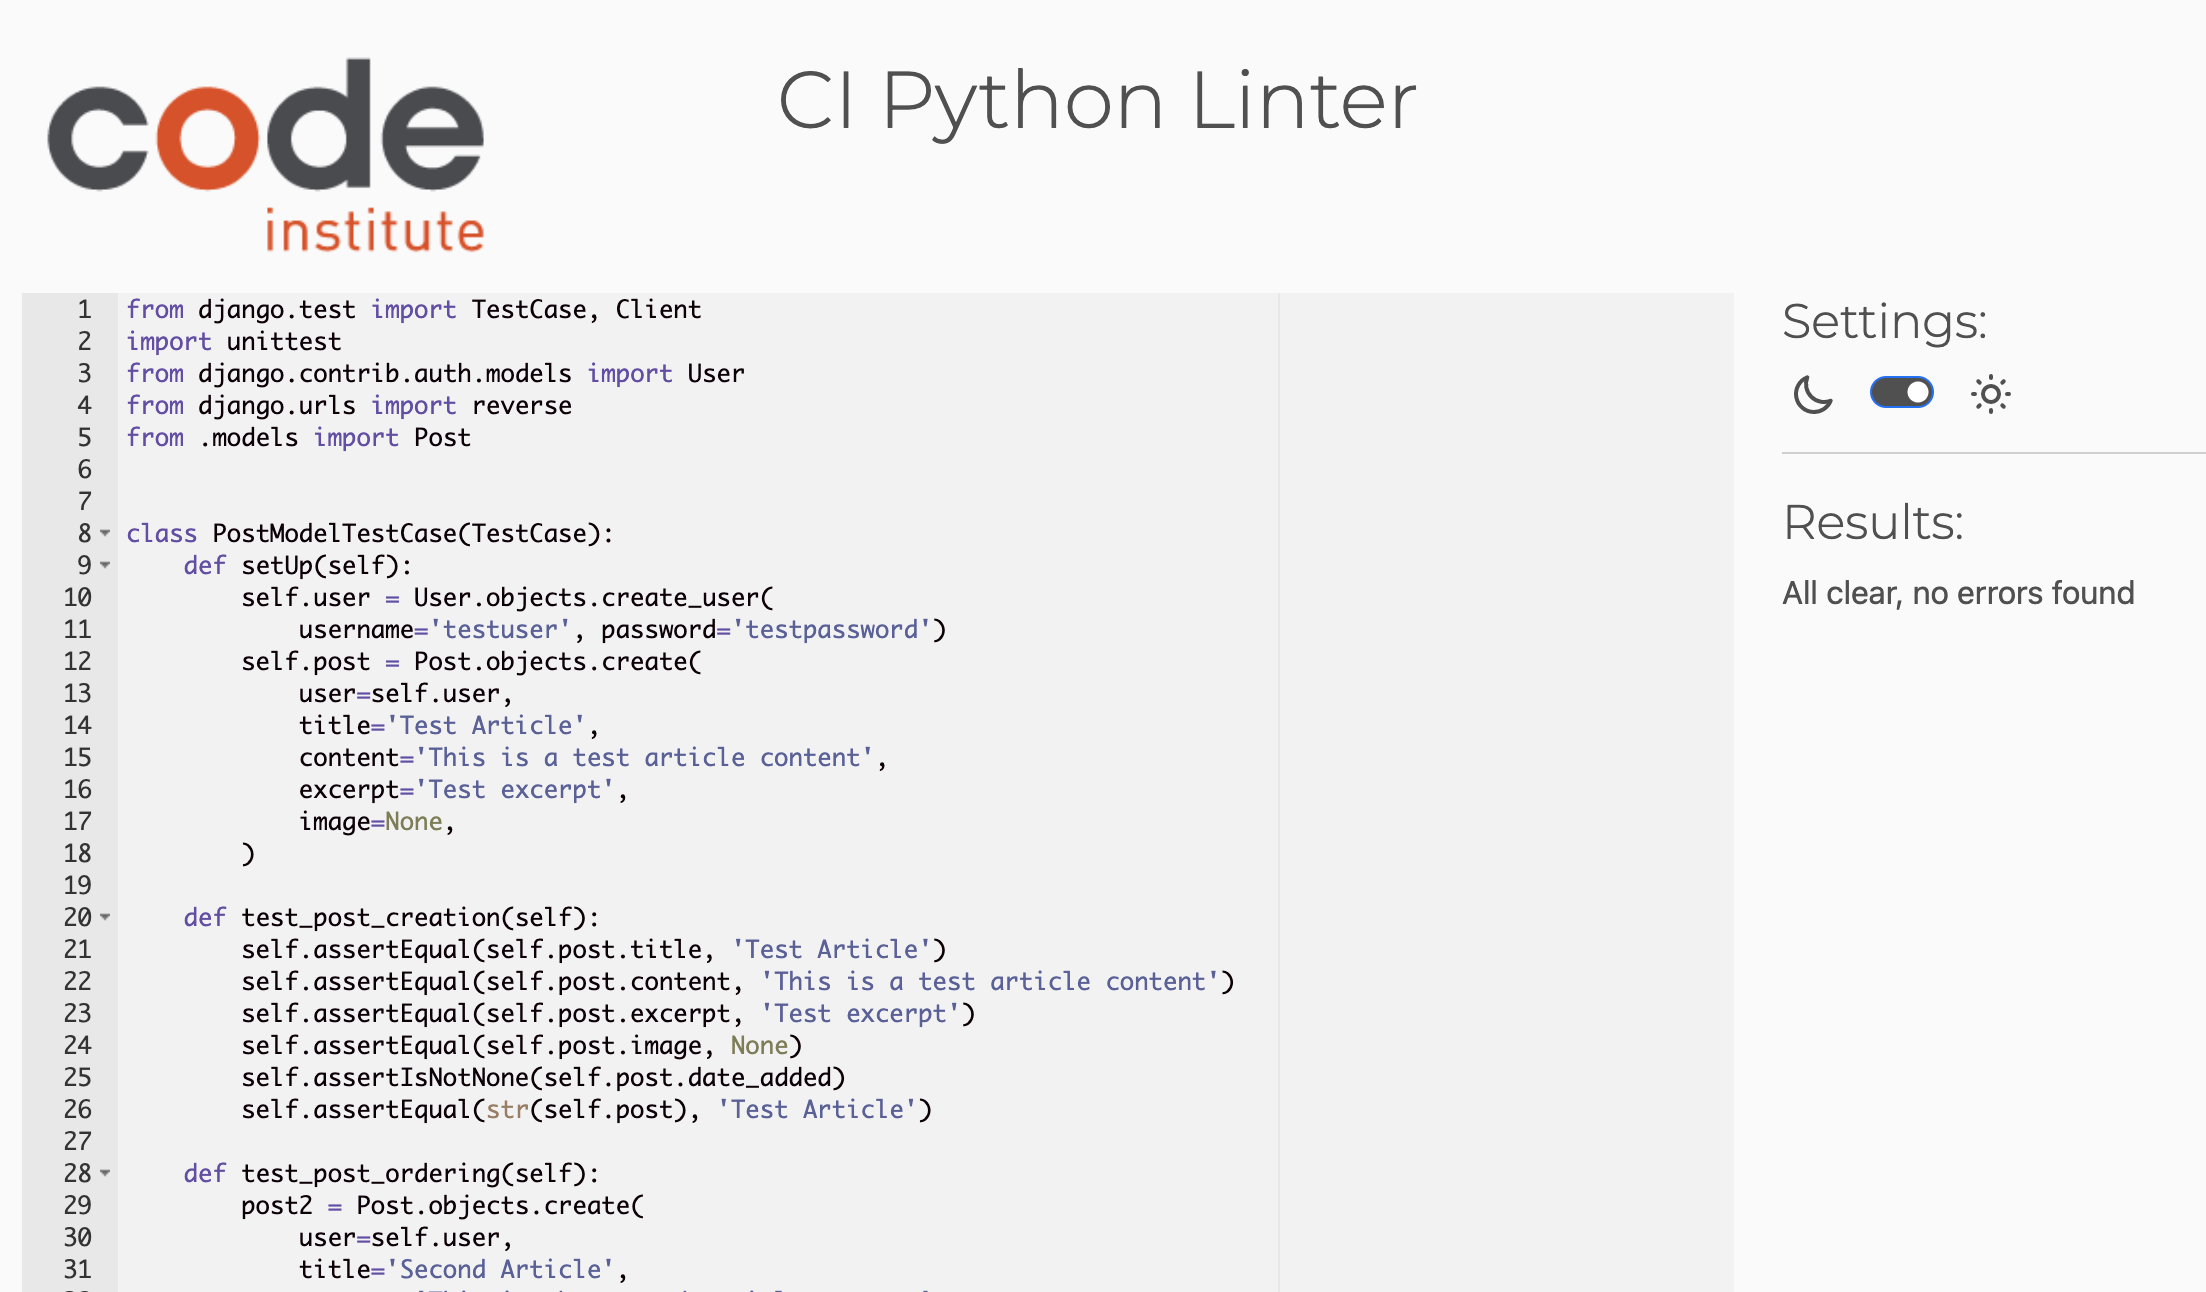 code
institute
CI Python Linter
1 from django.test import TestCase, Client
2 import unittest
3 from django.contrib.auth.models import User
4 from django.urls import reverse
5 from .models import Post
6
7
8 class PostModelTestCase(TestCase):
9     def setUp(self):
10         self.user = User.objects.create_user(
11             username='testuser', password='testpassword')
12         self.post = Post.objects.create(
13             user=self.user,
14             title='Test Article',
15             content='This is a test article content',
16             excerpt='Test excerpt',
17             image=None,
18         )
19
20     def test_post_creation(self):
21         self.assertEqual(self.post.title, 'Test Article')
22         self.assertEqual(self.post.content, 'This is a test article content')
23         self.assertEqual(self.post.excerpt, 'Test excerpt')
24         self.assertEqual(self.post.image, None)
25         self.assertIsNotNone(self.post.date_added)
26         self.assertEqual(str(self.post), 'Test Article')
27
28     def test_post_ordering(self):
29         post2 = Post.objects.create(
30             user=self.user,
31             title='Second Article',
Settings:
Results:
All clear, no errors found